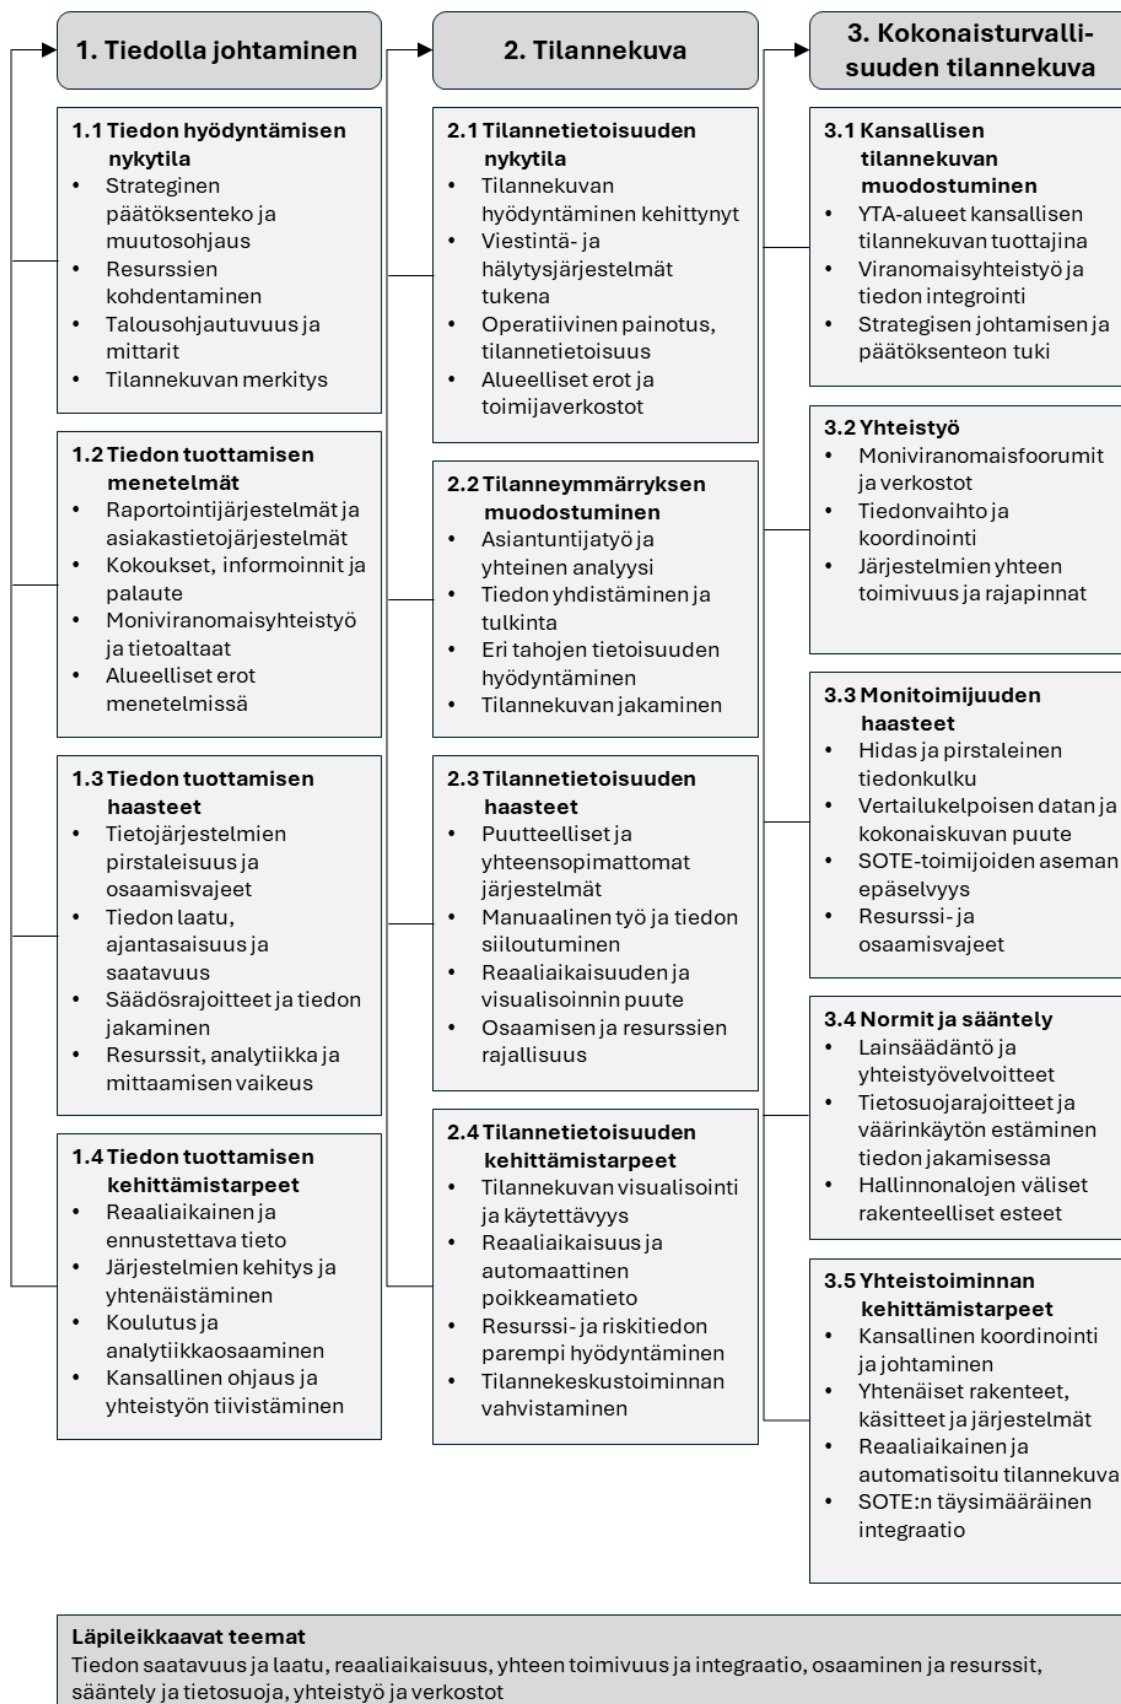 1. Tiedolla johtaminen
1.1 Tiedon hyödyntämisen
nykytila
• Strateginen
päätöksenteko ja
muutosohjaus
• Resurssien
kohdentaminen
• Talousohjautuvuus ja
mittarit
• Tilannekuvan merkitys
1.2 Tiedon tuottamisen
menetelmät
• Raportointijärjestelmät ja
asiakastietojärjestelmät
• Kokoukset, informoinnit ja
palaute
• Moniviranomaisyhteistyö
ja tietoaltaat
• Alueelliset erot
menetelmissä
1.3 Tiedon tuottamisen
haasteet
• Tietojärjestelmien
pirstaleisuus ja
osaamisvajeet
• Tiedon laatu,
ajantasaisuus ja
saatavuus
• Säädösrajoitteet ja tiedon
jakaminen
• Resurssit, analytiikka ja
mittaamisen vaikeus
1.4 Tiedon tuottamisen
kehittämistarpeet
• Reaaliaikainen ja
ennustettava tieto
• Järjestelmien kehitys ja
yhtenäistäminen
• Koulutus ja
analytiikkaosaaminen
• Kansallinen ohjaus ja
yhteistyön tiivistäminen
2. Tilannekuva
2.1 Tilannetietoisuuden
nykytila
• Tilannekuvan
hyödyntäminen kehittynyt
• Viestintä- ja
hälytysjärjestelmät
tukena
• Operatiivinen painotus,
tilannetietoisuus
• Alueelliset erot ja
toimijaverkostot
2.2 Tilanneymmärryksen
muodostuminen
• Asiantuntijatyö ja
yhteinen analyysi
• Tiedon yhdistäminen ja
tulkinta
• Eri tahojen tietoisuuden
hyödyntäminen
• Tilannekuvan jakaminen
2.3 Tilannetietoisuuden
haasteet
• Puutteelliset ja
yhteensopimattomat
järjestelmät
• Manuaalinen työ ja tiedon
siiloutuminen
• Reaaliaikaisuuden ja
visualisoinnin puute
• Osaamisen ja resurssien
rajallisuus
2.4 Tilannetietoisuuden
kehittämistarpeet
• Tilannekuvan visualisointi
ja käytettävyys
• Reaaliaikaisuus ja
automaattinen
poikkeamatieto
• Resurssi- ja riskitiedon
parempi hyödyntäminen
• Tilannekeskustoiminnan
vahvistaminen
3. Kokonaisturvalli-
suuden tilannekuva
3.1 Kansallisen
tilannekuvan
muodostuminen
• YTA-alueet kansallisen
tilannekuvan tuottajina
• Viranomaisyhteistyö ja
tiedon integrointi
• Strategisen johtamisen ja
päätöksenteon tuki
3.2 Yhteistyö
• Moniviranomaisfoorumit
ja verkostot
• Tiedonvaihto ja
koordinointi
• Järjestelmien yhteen
toimivuus ja rajapinnat
3.3 Monitoimijuuden
haasteet
• Hidas ja pirstaleinen
tiedonkulku
• Vertailukelpoisen datan ja
kokonaiskuvan puute
• SOTE-toimijoiden aseman
epäselvyys
• Resurssi- ja
osaamisvajeet
3.4 Normit ja sääntely
• Lainsäädäntö ja
yhteistyövelvoitteet
• Tietosuojarajoitteet ja
väärinkäytön estäminen
tiedon jakamisessa
• Hallinnonalojen väliset
rakenteelliset esteet
3.5 Yhteistoiminnan
kehittämistarpeet
• Kansallinen koordinointi
ja johtaminen
• Yhtenäiset rakenteet,
käsitteet ja järjestelmät
• Reaaliaikainen ja
automatisoitu tilannekuva
• SOTE:n täysimääräinen
integraatio
Läpileikkaavat teemat
Tiedon saatavuus ja laatu, reaaliaikaisuus, yhteen toimivuus ja integraatio, osaaminen ja resurssit,
sääntely ja tietosuoja, yhteistyö ja verkostot